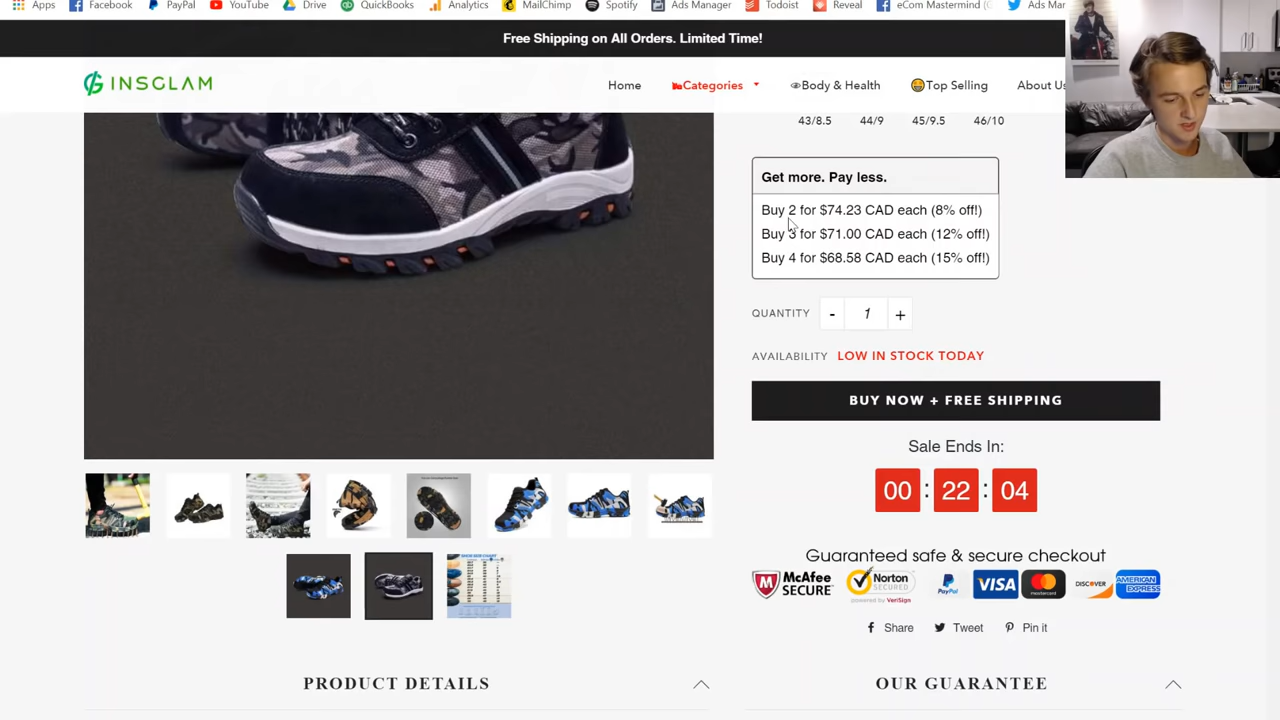 Apps Facebook PayPal YouTube Drive QuickBooks Analytics MailChimp Spotify Ads Manager Todoist Reveal eCom Mastermind ( Ads Mar
Free Shipping on All Orders. Limited Time!
INSGLAM Home Categories Body & Health Top Selling About Us
43/8.5 44/9 45/9.5 46/10
Get more. Pay less.
Buy 2 for $74.23 CAD each (8% off!)
Buy 3 for $71.00 CAD each (12% off!)
Buy 4 for $68.58 CAD each (15% off!)
QUANTITY - 1 +
AVAILABILITY LOW IN STOCK TODAY
BUY NOW + FREE SHIPPING
Sale Ends In:
00 : 22 : 04
Guaranteed safe & secure checkout
McAfee SECURE Norton SECURED powered by VeriSign PayPal VISA mastercard DISCOVER AMERICAN EXPRESS
Share Tweet Pin it
PRODUCT DETAILS OUR GUARANTEE